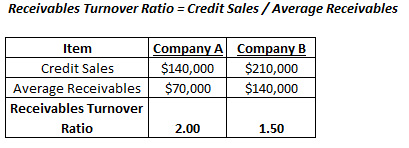 Receivables Turnover Ratio = Credit Sales / Average Receivables
Item Company A Company B
Credit Sales $140,000 $210,000
Average Receivables $70,000 $140,000
Receivables Turnover
Ratio 2.00 1.50